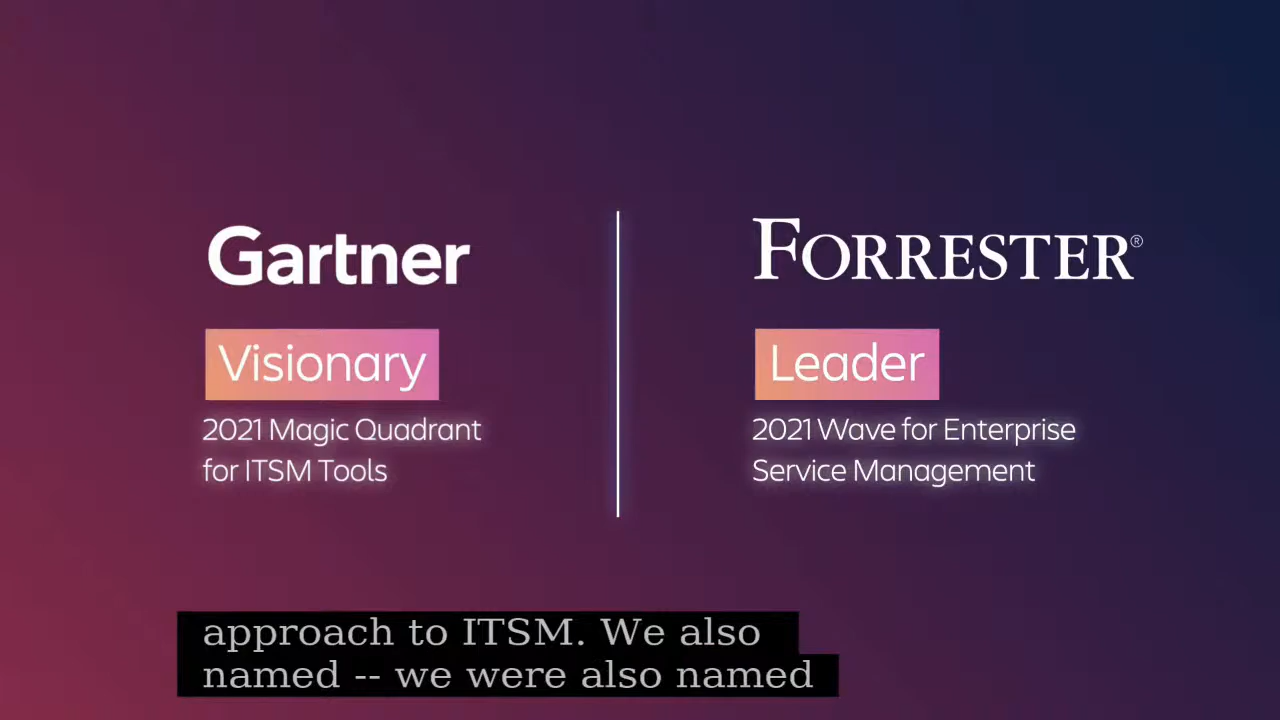 Gartner
Visionary
2021 Magic Quadrant
for ITSM Tools
FORRESTER®
Leader
2021 Wave for Enterprise
Service Management
approach to ITSM. We also
named -- we were also named